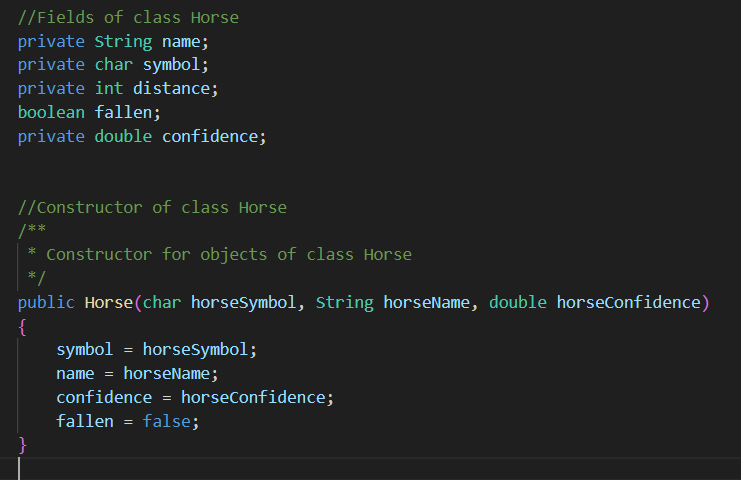 //Fields of class Horse
private String name;
private char symbol;
private int distance;
boolean fallen;
private double confidence;
//Constructor of class Horse
/**
 * Constructor for objects of class Horse
 */
public Horse(char horseSymbol, String horseName, double horseConfidence)
{
    symbol = horseSymbol;
    name = horseName;
    confidence = horseConfidence;
    fallen = false;
}